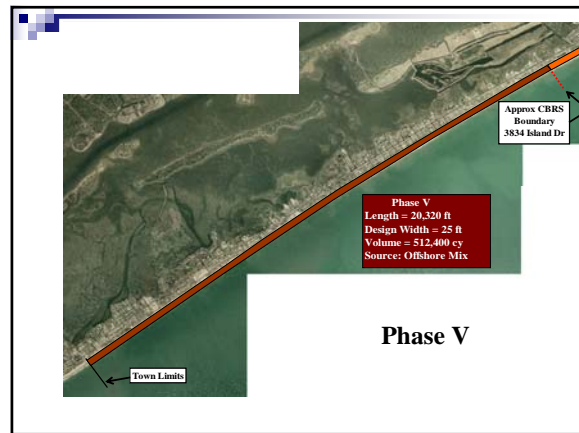 Approx CBRS
Boundary
3834 Island Dr
Phase V
Length = 20,320 ft
Design Width = 25 ft
Volume = 512,400 cy
Source: Offshore Mix
Phase V
Town Limits